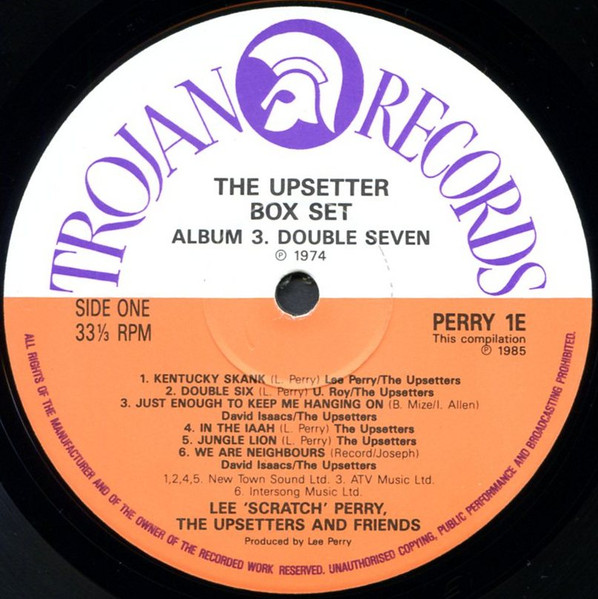 TROJAN RECORDS
THE UPSETTER
BOX SET
ALBUM 3. DOUBLE SEVEN
℗ 1974
SIDE ONE
33⅓ RPM
PERRY 1E
This compilation
℗ 1985
1. KENTUCKY SKANK (L. Perry) Lee Perry/The Upsetters
2. DOUBLE SIX (L. Perry) U. Roy/The Upsetters
3. JUST ENOUGH TO KEEP ME HANGING ON (B. Mize/I. Allen)
David Isaacs/The Upsetters
4. IN THE IAAH (L. Perry) The Upsetters
5. JUNGLE LION (L. Perry) The Upsetters
6. WE ARE NEIGHBOURS (Record/Joseph)
David Isaacs/The Upsetters
1,2,4,5. New Town Sound Ltd. 3. ATV Music Ltd.
6. Intersong Music Ltd.
LEE 'SCRATCH' PERRY,
THE UPSETTERS AND FRIENDS
Produced by Lee Perry
ALL RIGHTS OF THE MANUFACTURER AND OF THE OWNER OF THE RECORDED WORK RESERVED. UNAUTHORISED COPYING, PUBLIC PERFORMANCE AND BROADCASTING PROHIBITED.